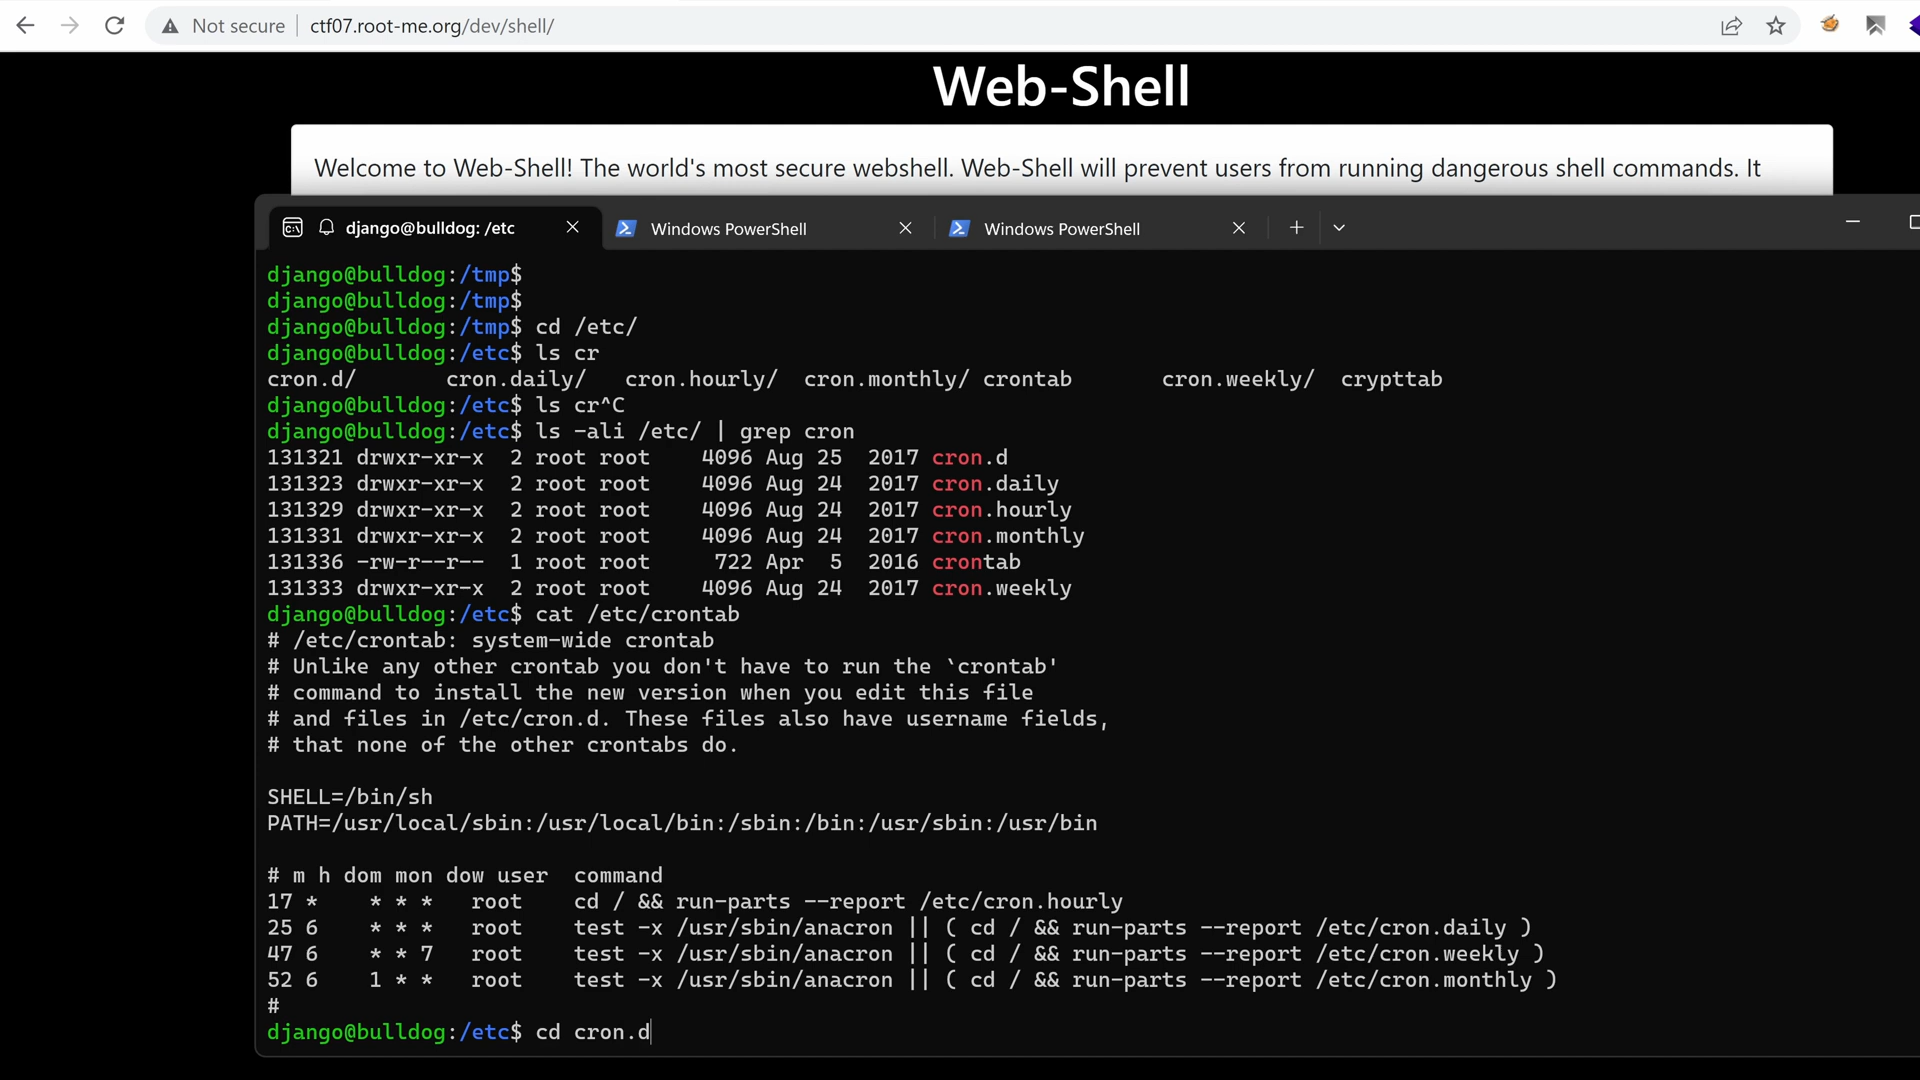 Not secure ctf07.root-me.org/dev/shell/
Web-Shell
Welcome to Web-Shell! The world's most secure webshell. Web-Shell will prevent users from running dangerous shell commands. It
django@bulldog: /etc Windows PowerShell Windows PowerShell
django@bulldog:/tmp$
django@bulldog:/tmp$
django@bulldog:/tmp$ cd /etc/
django@bulldog:/etc$ ls cr
cron.d/ cron.daily/ cron.hourly/ cron.monthly/ crontab cron.weekly/ crypttab
django@bulldog:/etc$ ls cr^C
django@bulldog:/etc$ ls -ali /etc/ | grep cron
131321 drwxr-xr-x 2 root root 4096 Aug 25 2017 cron.d
131323 drwxr-xr-x 2 root root 4096 Aug 24 2017 cron.daily
131329 drwxr-xr-x 2 root root 4096 Aug 24 2017 cron.hourly
131331 drwxr-xr-x 2 root root 4096 Aug 24 2017 cron.monthly
131336 -rw-r--r-- 1 root root 722 Apr 5 2016 crontab
131333 drwxr-xr-x 2 root root 4096 Aug 24 2017 cron.weekly
django@bulldog:/etc$ cat /etc/crontab
# /etc/crontab: system-wide crontab
# Unlike any other crontab you don't have to run the `crontab'
# command to install the new version when you edit this file
# and files in /etc/cron.d. These files also have username fields,
# that none of the other crontabs do.
SHELL=/bin/sh
PATH=/usr/local/sbin:/usr/local/bin:/sbin:/bin:/usr/sbin:/usr/bin
# m h dom mon dow user command
17 * * * * root cd / && run-parts --report /etc/cron.hourly
25 6 * * * root test -x /usr/sbin/anacron || ( cd / && run-parts --report /etc/cron.daily )
47 6 * * 7 root test -x /usr/sbin/anacron || ( cd / && run-parts --report /etc/cron.weekly )
52 6 1 * * root test -x /usr/sbin/anacron || ( cd / && run-parts --report /etc/cron.monthly )
#
django@bulldog:/etc$ cd cron.d